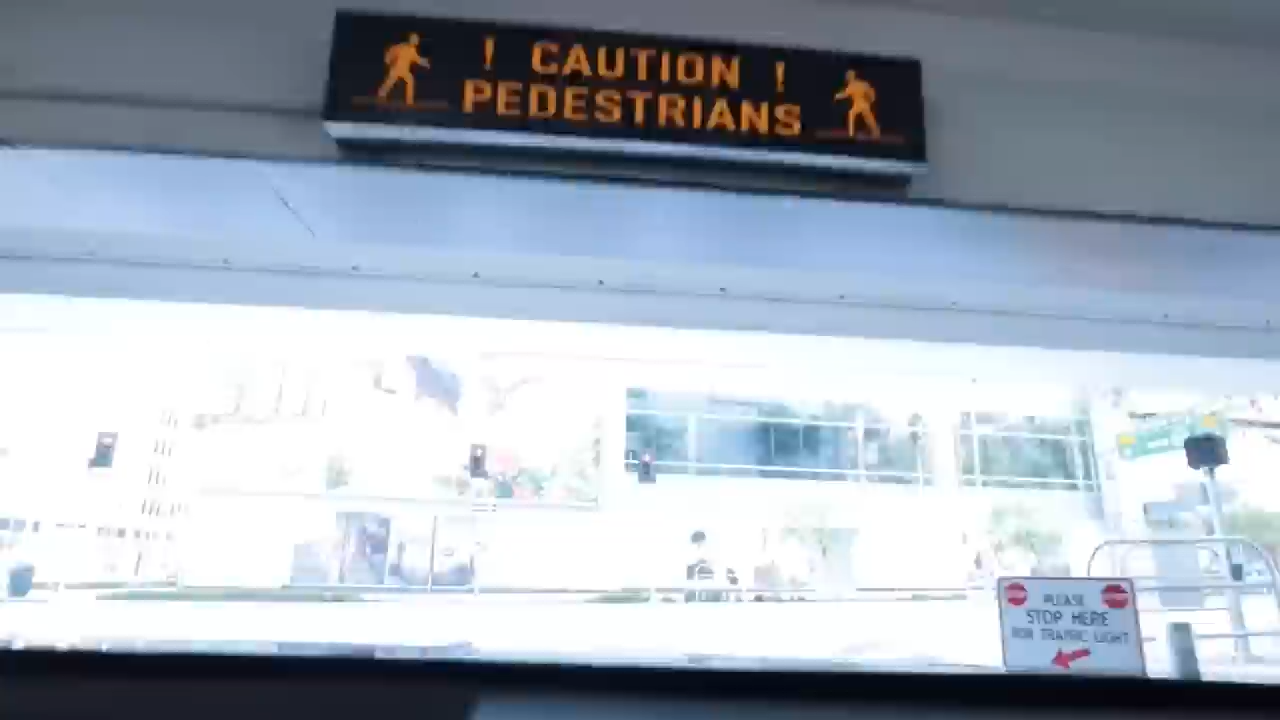 ! CAUTION !
PEDESTRIANS
PLEASE
STOP HERE
FOR TRAFFIC LIGHT